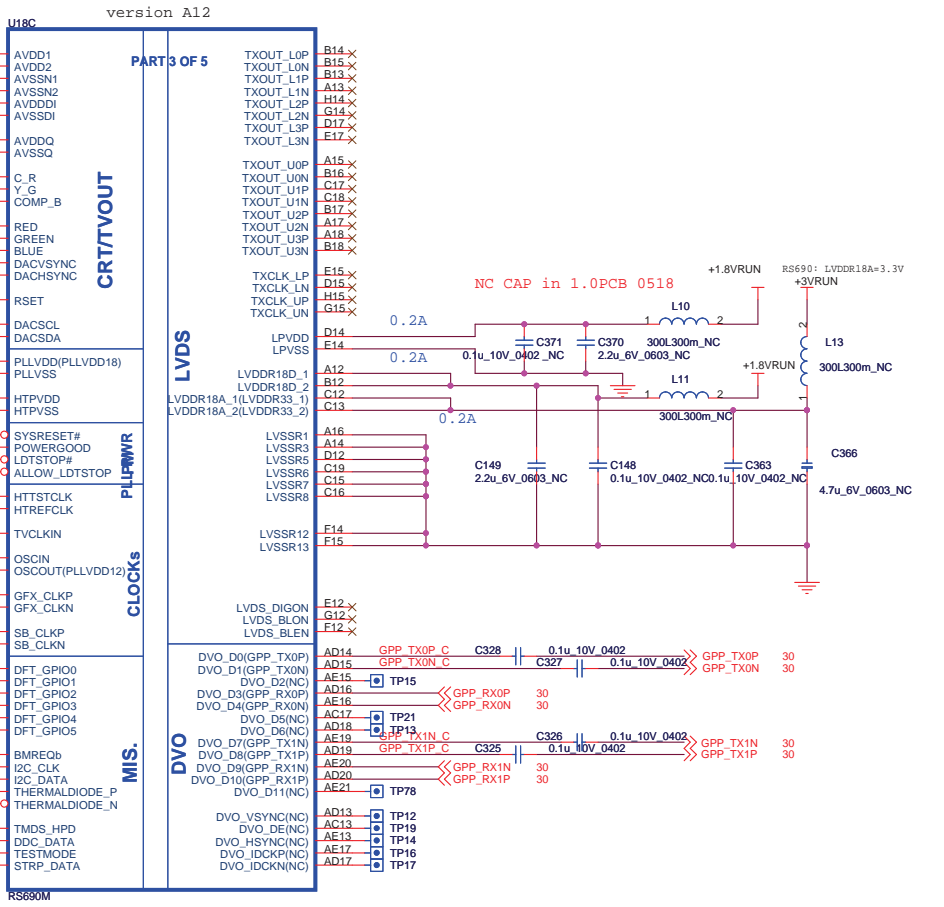 version A12
U18C
PART 3 OF 5
AVDD1
AVDD2
AVSSN1
AVSSN2
AVDDDI
AVSSDI
AVDDQ
AVSSQ
C_R
Y_G
COMP_B
RED
GREEN
BLUE
DACVSYNC
DACHSYNC
RSET
DACSCL
DACSDA
PLLVDD(PLLVDD18)
PLLVSS
HTPVDD
HTPVSS
SYSRESET#
POWERGOOD
LDTSTOP#
ALLOW_LDTSTOP
HTTSTCLK
HTREFCLK
TVCLKIN
OSCIN
OSCOUT(PLLVDD12)
GFX_CLKP
GFX_CLKN
SB_CLKP
SB_CLKN
DFT_GPIO0
DFT_GPIO1
DFT_GPIO2
DFT_GPIO3
DFT_GPIO4
DFT_GPIO5
BMREQb
I2C_CLK
I2C_DATA
THERMALDIODE_P
THERMALDIODE_N
TMDS_HPD
DDC_DATA
TESTMODE
STRP_DATA
RS690M
CRT/TVOUT
CLOCKs
MIS.
LVDS
DVO
TXOUT_L0P B14
TXOUT_L0N B15
TXOUT_L1P B13
TXOUT_L1N A13
TXOUT_L2P H14
TXOUT_L2N G14
TXOUT_L3P D17
TXOUT_L3N E17
TXOUT_U0P A15
TXOUT_U0N B16
TXOUT_U1P C17
TXOUT_U1N C18
TXOUT_U2P B17
TXOUT_U2N A17
TXOUT_U3P A18
TXOUT_U3N B18
TXCLK_LP E15
TXCLK_LN D15
TXCLK_UP H15
TXCLK_UN G15
LPVDD D14
LPVSS E14
LVDDR18D_1 A12
LVDDR18D_2 B12
LVDDR18A_1(LVDDR33_1) C12
LVDDR18A_2(LVDDR33_2) C13
LVSSR1 A16
LVSSR3 A14
LVSSR5 D12
LVSSR6 C19
LVSSR7 C15
LVSSR8 C16
LVSSR12 F14
LVSSR13 F15
LVDS_DIGON E12
LVDS_BLON G12
LVDS_BLEN F12
DVO_D0(GPP_TX0P) AD14 GPP_TX0P_C C328 0.1u_10V_0402 GPP_TX0P 30
DVO_D1(GPP_TX0N) AD15 GPP_TX0N_C C327 0.1u_10V_0402 GPP_TX0N 30
DVO_D2(NC) AE15 TP15
DVO_D3(GPP_RX0P) AD16 GPP_RX0P 30
DVO_D4(GPP_RX0N) AE16 GPP_RX0N 30
DVO_D5(NC) AC17 TP21
DVO_D6(NC) AD18 TP13
DVO_D7(GPP_TX1N) AE19 GPP_TX1N_C C326 0.1u_10V_0402 GPP_TX1N 30
DVO_D8(GPP_TX1P) AD19 GPP_TX1P_C C325 0.1u_10V_0402 GPP_TX1P 30
DVO_D9(GPP_RX1N) AE20 GPP_RX1N 30
DVO_D10(GPP_RX1P) AD20 GPP_RX1P 30
DVO_D11(NC) AE21 TP78
DVO_VSYNC(NC) AD13 TP12
DVO_DE(NC) AC13 TP19
DVO_HSYNC(NC) AE13 TP14
DVO_IDCKP(NC) AE17 TP16
DVO_IDCKN(NC) AD17 TP17
NC CAP in 1.0PCB 0518
+1.8VRUN
RS690: LVDDR18A=3.3V
+3VRUN
0.2A
0.2A
0.2A
L10
1 2
300L300m_NC
C371
0.1u_10V_0402_NC
C370
2.2u_6V_0603_NC
L13
2
300L300m_NC
1
+1.8VRUN
L11
1 2
300L300m_NC
C149
2.2u_6V_0603_NC
C148
0.1u_10V_0402_NC
C363
0.1u_10V_0402_NC
C366
4.7u_6V_0603_NC